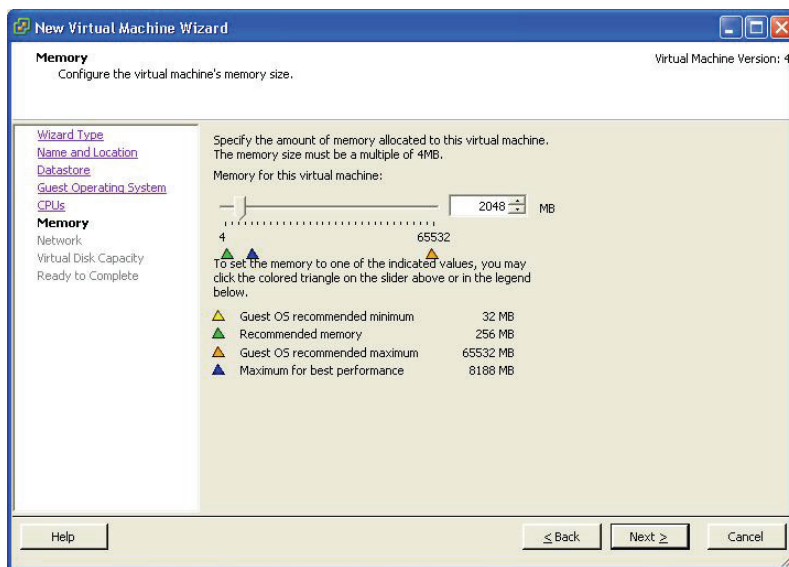 New Virtual Machine Wizard
Memory
Configure the virtual machine's memory size.
Virtual Machine Version: 4
Wizard Type
Name and Location
Datastore
Guest Operating System
CPUs
Memory
Network
Virtual Disk Capacity
Ready to Complete
Specify the amount of memory allocated to this virtual machine.
The memory size must be a multiple of 4MB.
Memory for this virtual machine:
2048 MB
4 65532
To set the memory to one of the indicated values, you may
click the colored triangle on the slider above or in the legend
below.
Guest OS recommended minimum 32 MB
Recommended memory 256 MB
Guest OS recommended maximum 65532 MB
Maximum for best performance 8188 MB
Help
< Back
Next >
Cancel